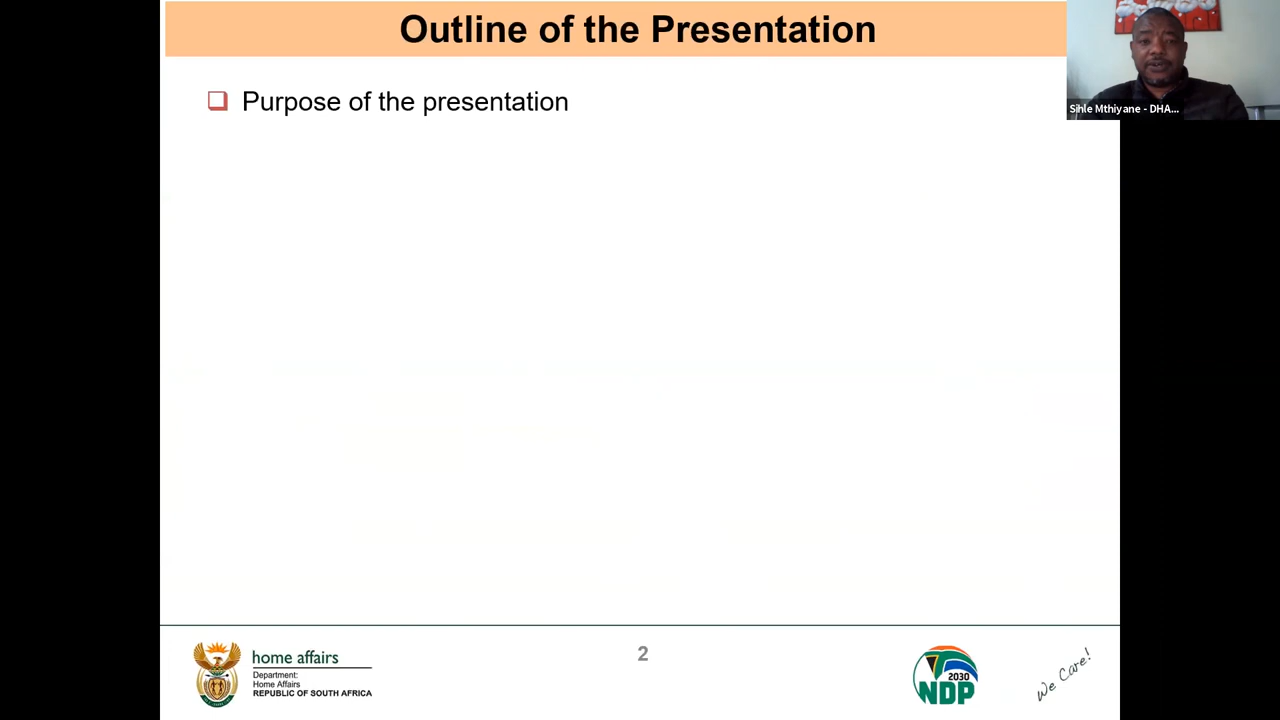 Outline of the Presentation
Purpose of the presentation
Sihle Mthiyane - DHA...
home affairs
Department:
Home Affairs
REPUBLIC OF SOUTH AFRICA
2
2030
NDP
We Care!